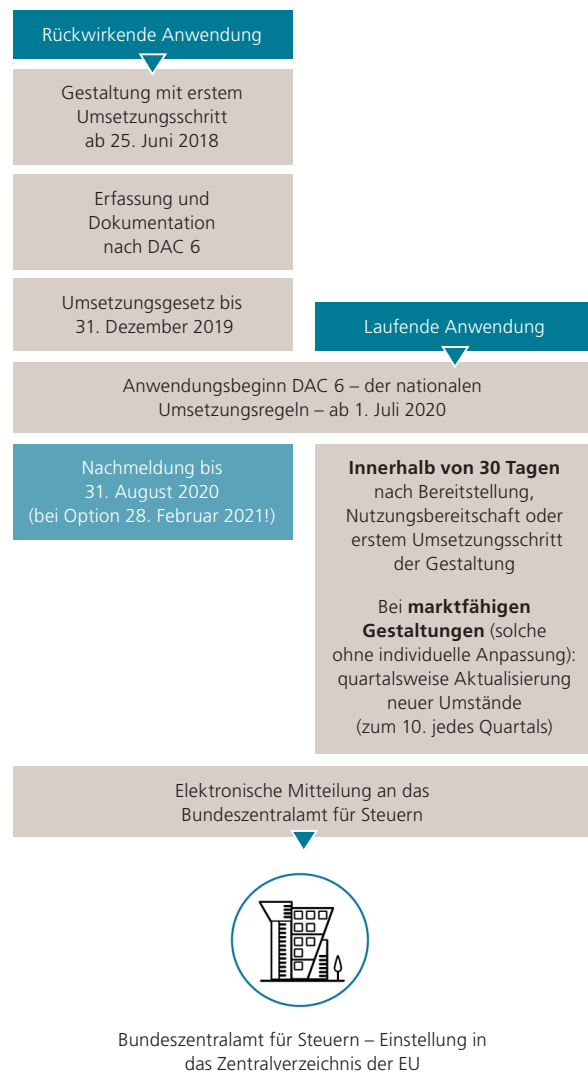 Rückwirkende Anwendung
Gestaltung mit erstem
Umsetzungsschritt
ab 25. Juni 2018
Erfassung und
Dokumentation
nach DAC 6
Umsetzungsgesetz bis
31. Dezember 2019
Laufende Anwendung
Anwendungsbeginn DAC 6 – der nationalen
Umsetzungsregeln – ab 1. Juli 2020
Nachmeldung bis
31. August 2020
(bei Option 28. Februar 2021!)
Innerhalb von 30 Tagen
nach Bereitstellung,
Nutzungsbereitschaft oder
erstem Umsetzungsschritt
der Gestaltung
Bei marktfähigen
Gestaltungen (solche
ohne individuelle Anpassung):
quartalsweise Aktualisierung
neuer Umstände
(zum 10. jedes Quartals)
Elektronische Mitteilung an das
Bundeszentralamt für Steuern
Bundeszentralamt für Steuern – Einstellung in
das Zentralverzeichnis der EU